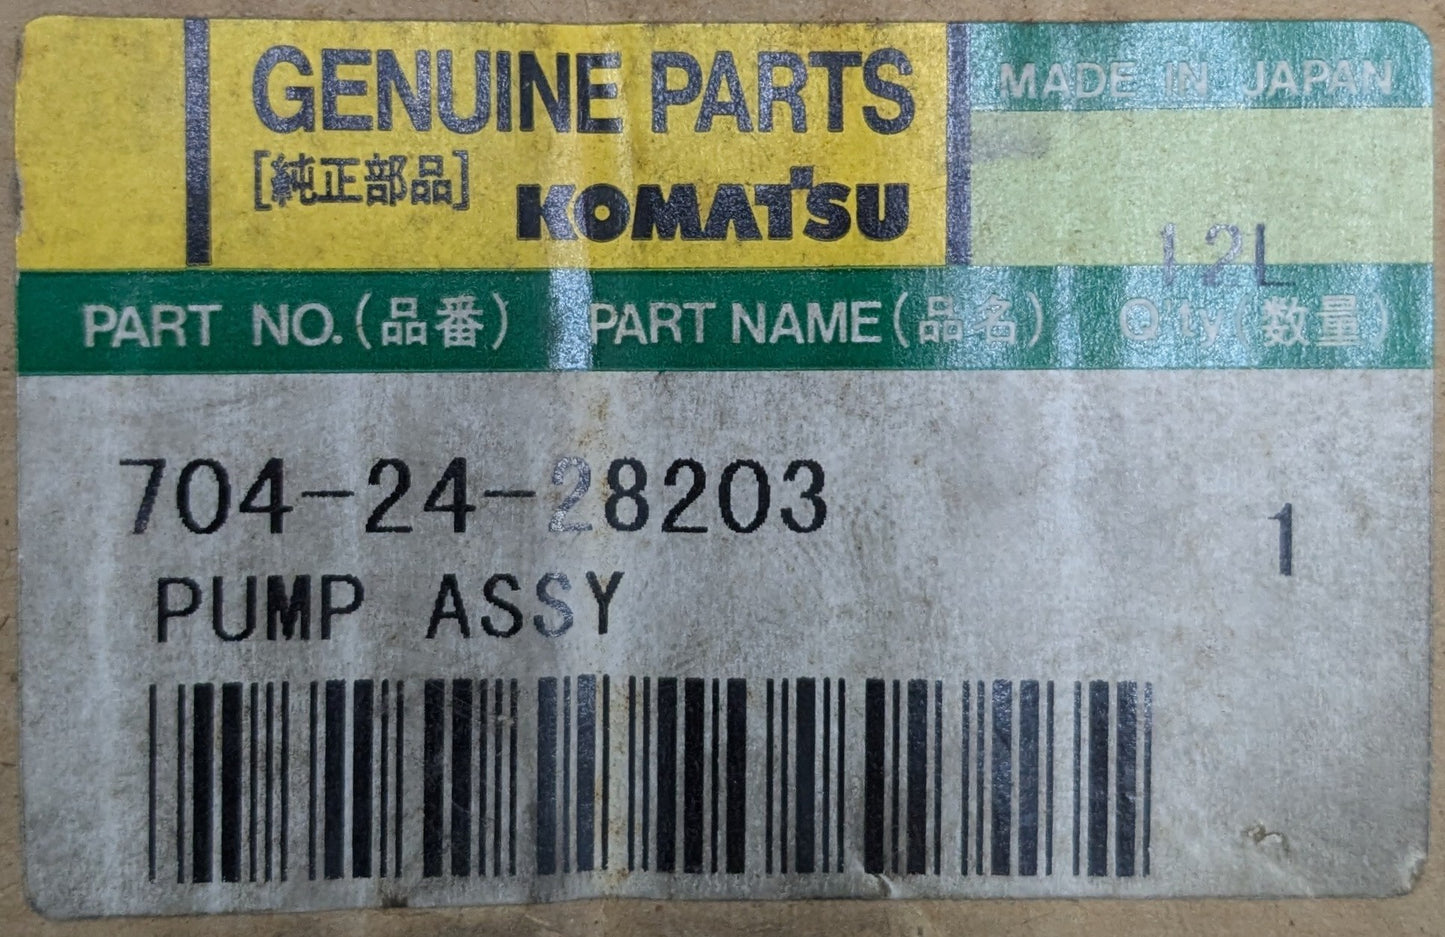 GENUINE PARTS
[純正部品] KOMATSU
MADE IN JAPAN
12L
PART NO.(品番) PART NAME(品名) Q'ty(数量)
704-24-28203
1
PUMP ASSY